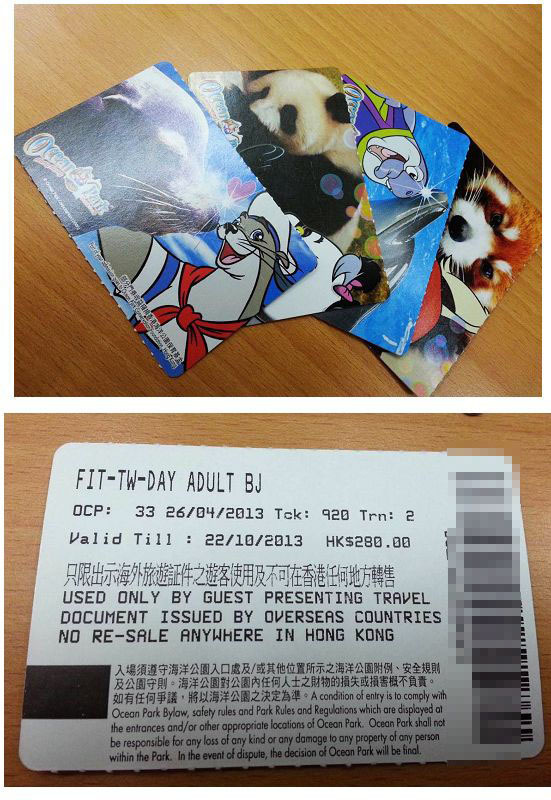 Ocean Park
Ocean
FIT-TW-DAY ADULT BJ
OCP: 33 26/04/2013 Tck: 920 Trn: 2
Valid Till : 22/10/2013 HK$280.00
只限出示海外旅遊証件之遊客使用及不可在香港任何地方轉售
USED ONLY BY GUEST PRESENTING TRAVEL
DOCUMENT ISSUED BY OVERSEAS COUNTRIES
NO RE-SALE ANYWHERE IN HONG KONG
入場須遵守海洋公園入口處及/或其他位置所示之海洋公園附例、安全規則
及公園守則。海洋公園對公園內任何人士之財物的損失或損害概不負責。
如有任何爭議，將以海洋公園之決定為準。A condition of entry is to comply with
Ocean Park Bylaw, safety rules and Park Rules and Regulations which are displayed at
the entrances and/or other appropriate locations of Ocean Park. Ocean Park shall not
be responsible for any loss of any kind or any damage to any property of any person
within the Park. In the event of dispute, the decision of Ocean Park will be final.